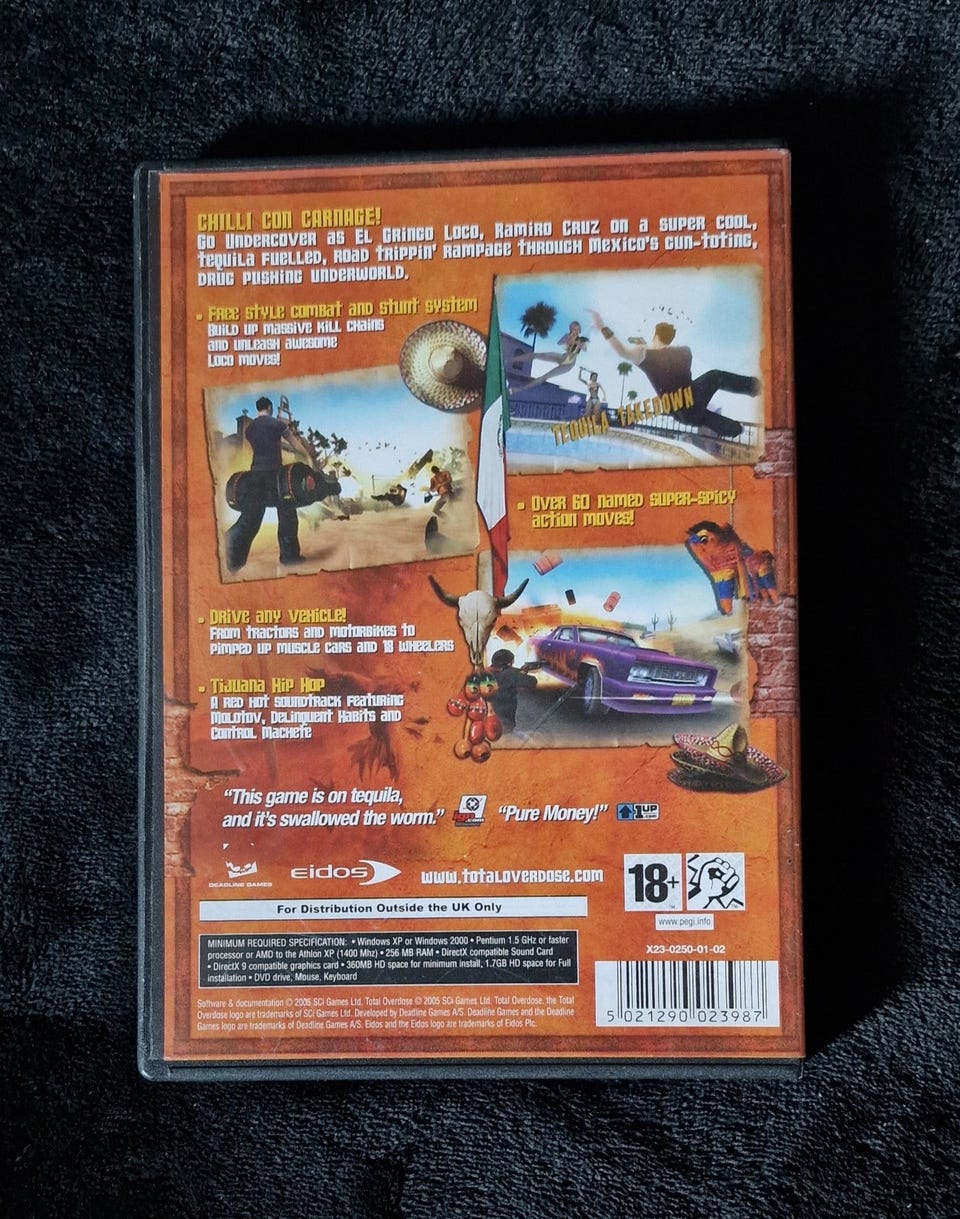 CHILLI CON CARNAGE!
GO UNDERCOVER AS EL GRINGO LOCO, RAMIRO CRUZ ON A SUPER COOL,
TEQUILA FUELLED, ROAD TRIPPIN' RAMPAGE THROUGH MEXICO'S GUN-TOTING,
DRUG PUSHING UNDERWORLD.
• FREE STYLE COMBAT AND STUNT SYSTEM
BUILD UP MASSIVE KILL CHAINS
AND UNLEASH AWESOME
LOCO MOVES!
TEQUILA TAKEDOWN
• OVER 60 NAMED SUPER-SPICY
ACTION MOVES!
• DRIVE ANY VEHICLE!
FROM TRACTORS AND MOTORBIKES TO
PIMPED UP MUSCLE CARS AND 18 WHEELERS
• TIJUANA HIP HOP
A RED HOT SOUNDTRACK FEATURING
MOLOTOV, DELINQUENT HABITS AND
CONTROL MACHETE
"This game is on tequila,
and it's swallowed the worm."
"Pure Money!" 1UP .COM
DEADLINE GAMES
eidos
www.totaloverdose.com
18+ ™ ™
www.pegi.info
For Distribution Outside the UK Only
X23-0250-01-02
MINIMUM REQUIRED SPECIFICATION: • Windows XP or Windows 2000 • Pentium 1.5 GHz or faster
processor or AMD to the Athlon XP (1400 Mhz) • 256 MB RAM • DirectX compatible Sound Card
• DirectX 9 compatible graphics card • 360MB HD space for minimum install, 1.7GB HD space for Full
installation • DVD drive, Mouse, Keyboard
Software & documentation © 2005 SCi Games Ltd. Total Overdose © 2005 SCi Games Ltd. Total Overdose, the Total
Overdose logo are trademarks of SCi Games Ltd. Developed by Deadline Games A/S. Deadline Games and the Deadline
Games logo are trademarks of Deadline Games A/S. Eidos and the Eidos logo are trademarks of Eidos Plc.
5 021290 023987